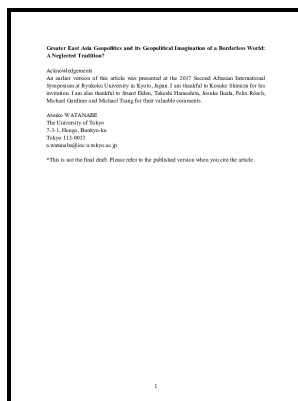 Greater East Asia Geopolitics and its Geopolitical Imagination of a Borderless World:
A Neglected Tradition?
Acknowledgements
An earlier version of this article was presented at the 2017 Second Afrasian International
Symposium at Ryukoku University in Kyoto, Japan. I am thankful to Kosuke Shimizu for his
invitation. I am also thankful to Stuart Elden, Takeshi Hamashita, Josuke Ikeda, Felix Rösch,
Michael Gardiner and Michael Tsang for their valuable comments.
Atsuko WATANABE
The University of Tokyo
7-3-1, Hongo, Bunkyo-ku
Tokyo 113-0033
a.watanabe@ioc.u-tokyo.ac.jp
*This is not the final draft. Please refer to the published version when you cite the article.
1